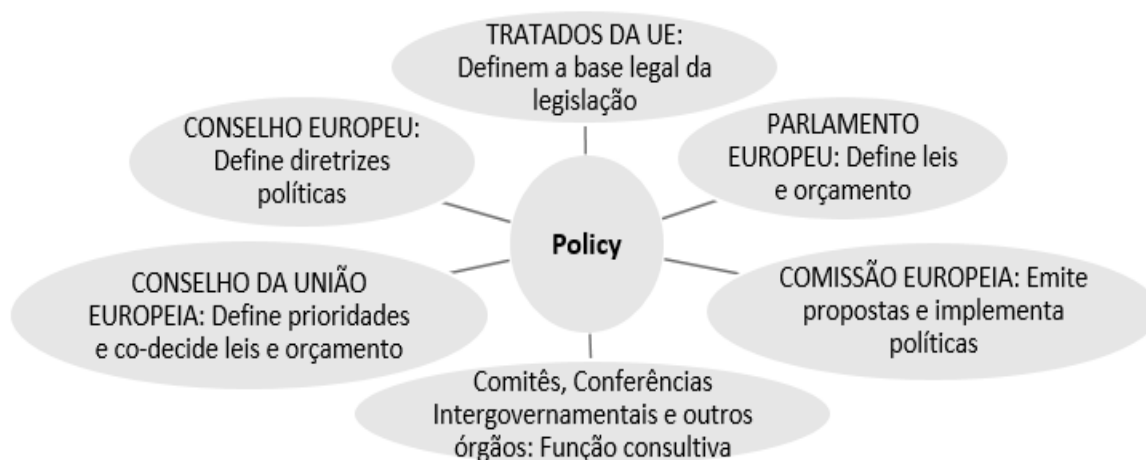 TRATADOS DA UE:
Definem a base legal da
legislação
CONSELHO EUROPEU:
Define diretrizes
políticas
PARLAMENTO
EUROPEU: Define leis
e orçamento
Policy
CONSELHO DA UNIÃO
EUROPEIA: Define prioridades
e co-decide leis e orçamento
COMISSÃO EUROPEIA: Emite
propostas e implementa
políticas
Comitês, Conferências
Intergovernamentais e outros
órgãos: Função consultiva